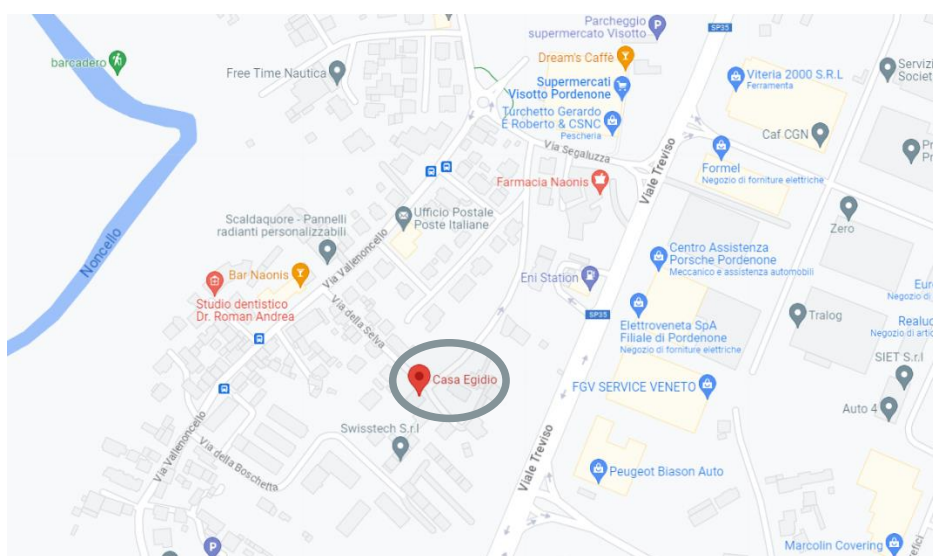 Parcheggio
supermercato Visotto
SP35
barcadero
Dream's Caffè
Free Time Nautica
Supermercati
Visotto Pordenone
Viteria 2000 S.R.L
Ferramenta
Servizi
Societ
Turchetto Gerardo
E Roberto & CSNC
Pescheria
Caf CGN
Via Segaluzza
Formel
Negozio di forniture elettriche
Farmacia Naonis
Viale Treviso
Ufficio Postale
Poste Italiane
Scaldaquore - Pannelli
radianti personalizzabili
Zero
Noncello
Via Vallenoncello
Centro Assistenza
Porsche Pordenone
Meccanico e assistenza automobili
Bar Naonis
Eni Station
Studio dentistico
Dr. Roman Andrea
Via della Selva
SP35
Elettroveneta SpA
Filiale di Pordenone
Negozio di forniture elettriche
Tralog
Negozio di
Negozio di artic
SIET S.r.l
Casa Egidio
FGV SERVICE VENETO
Auto 4
Swisstech S.r.l
Via Vallenoncello
Via della Boschetta
Viale Treviso
Peugeot Biason Auto
Marcolin Covering